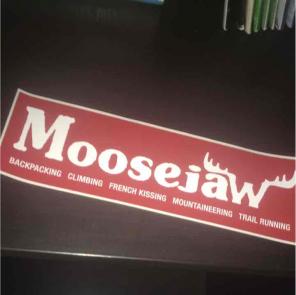 Moosejaw
BACKPACKING CLIMBING FRENCH KISSING MOUNTAINEERING TRAIL RUNNING